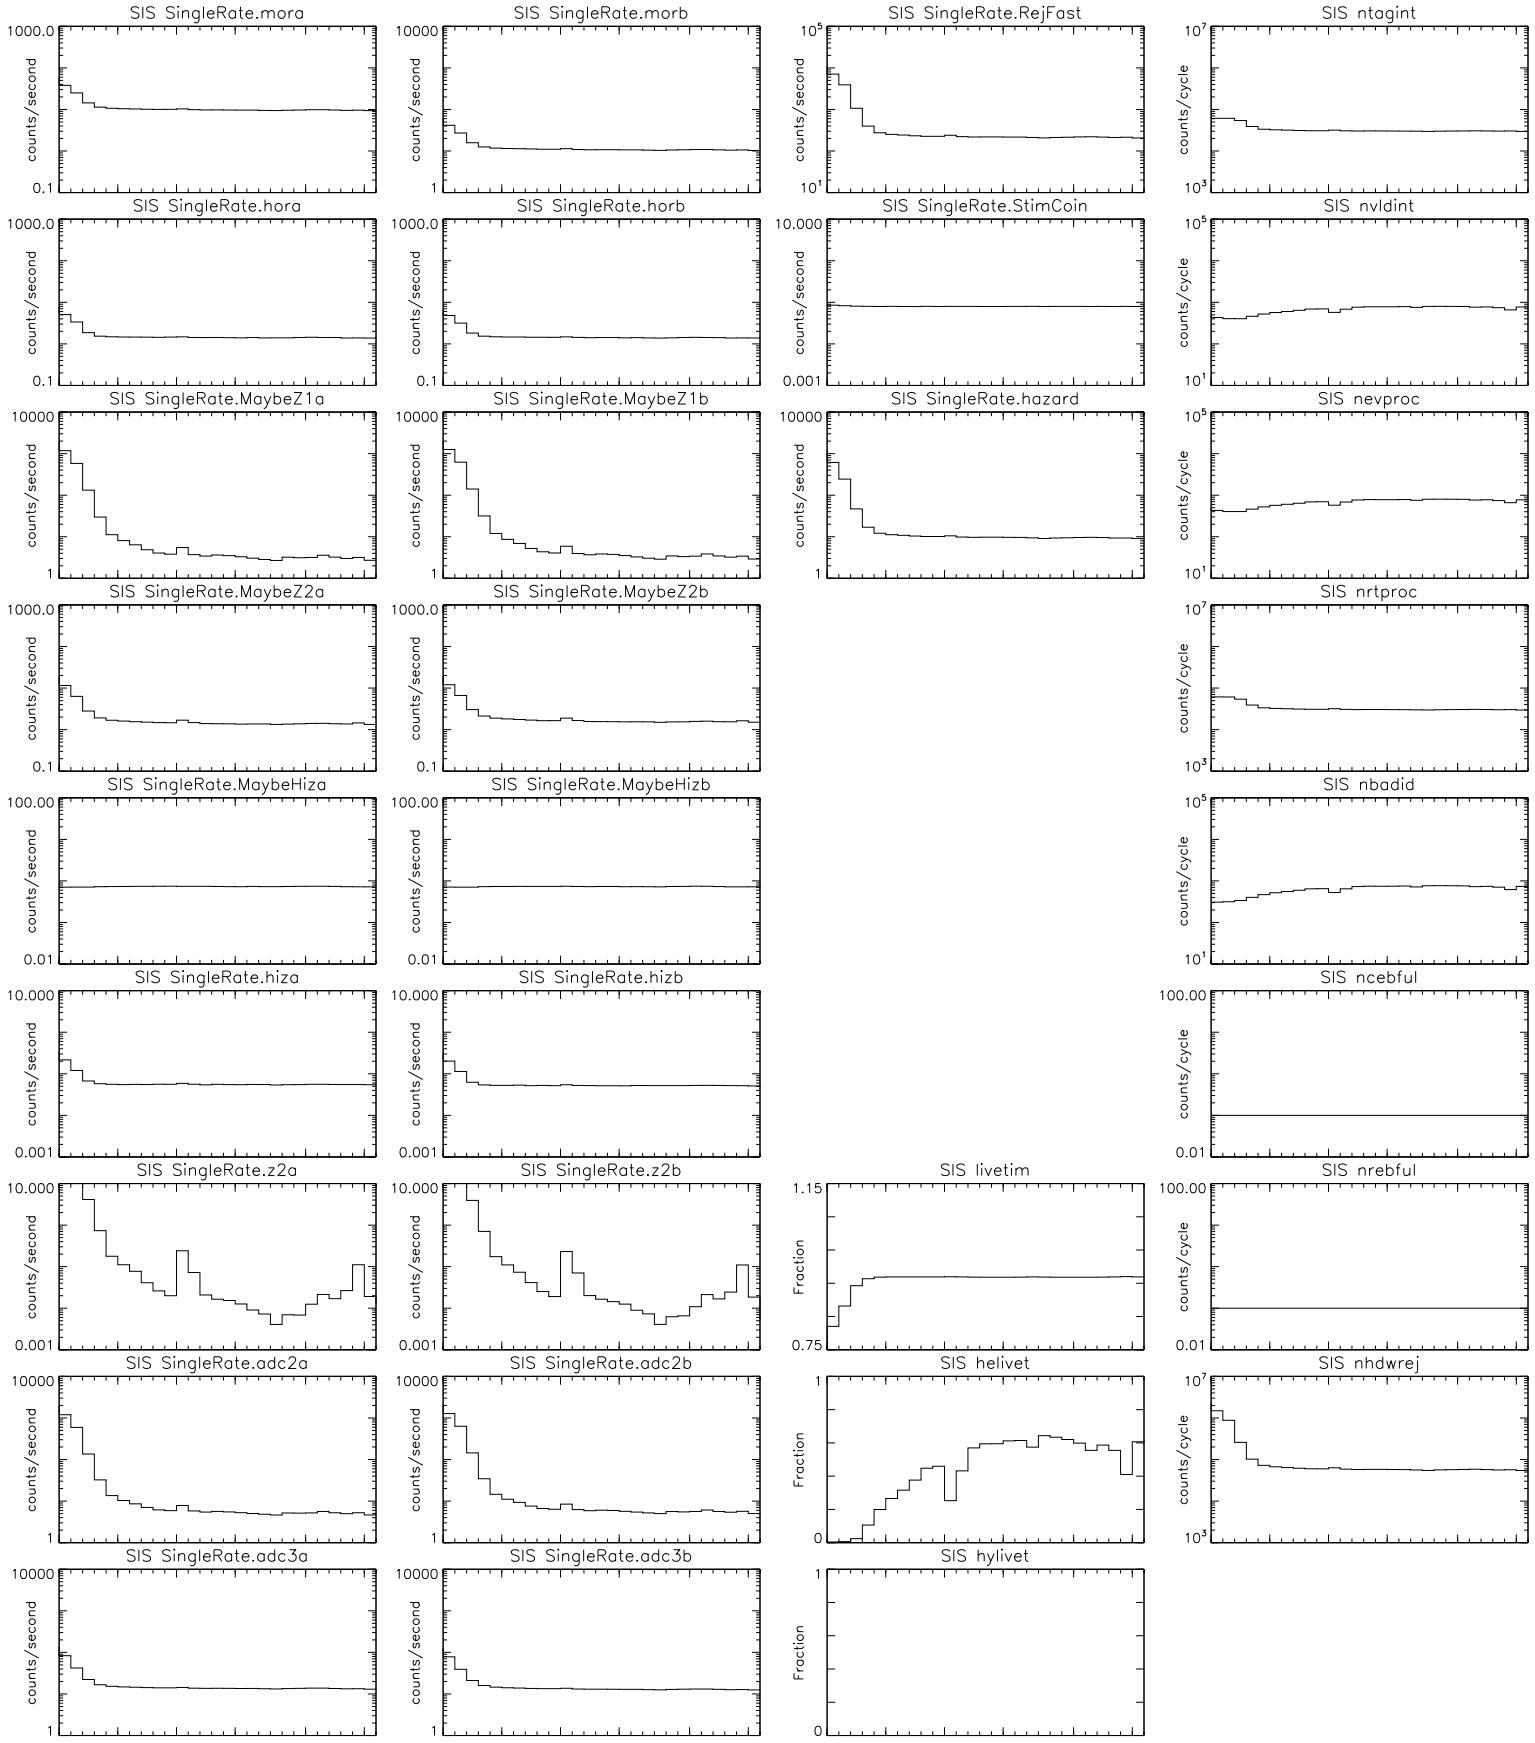 SIS SingleRate.mora
1000.0
counts/second
0.1
SIS SingleRate.morb
10000
counts/second
1
SIS SingleRate.RejFast
10^5
counts/second
10^1
SIS ntagint
10^7
counts/cycle
10^3
SIS SingleRate.hora
1000.0
counts/second
0.1
SIS SingleRate.horb
1000.0
counts/second
0.1
SIS SingleRate.StimCoin
10.000
counts/second
0.001
SIS nvldint
10^5
counts/cycle
10^1
SIS SingleRate.MaybeZ1a
10000
counts/second
1
SIS SingleRate.MaybeZ1b
10000
counts/second
1
SIS SingleRate.hazard
10000
counts/second
1
SIS nevproc
10^5
counts/cycle
10^1
SIS SingleRate.MaybeZ2a
1000.0
counts/second
0.1
SIS SingleRate.MaybeZ2b
1000.0
counts/second
0.1
SIS nrtproc
10^7
counts/cycle
10^3
SIS SingleRate.MaybeHiza
100.00
counts/second
0.01
SIS SingleRate.MaybeHizb
100.00
counts/second
0.01
SIS nbadid
10^5
counts/cycle
10^1
SIS SingleRate.hiza
10.000
counts/second
0.001
SIS SingleRate.hizb
10.000
counts/second
0.001
SIS ncebful
100.00
counts/cycle
0.01
SIS SingleRate.z2a
10.000
counts/second
0.001
SIS SingleRate.z2b
10.000
counts/second
0.001
SIS livetim
1.15
Fraction
0.75
SIS nrebful
100.00
counts/cycle
0.01
SIS SingleRate.adc2a
10000
counts/second
1
SIS SingleRate.adc2b
10000
counts/second
1
SIS helivet
1
Fraction
0
SIS nhdwrej
10^7
counts/cycle
10^3
SIS SingleRate.adc3a
10000
counts/second
1
SIS SingleRate.adc3b
10000
counts/second
1
SIS hylivet
1
Fraction
0